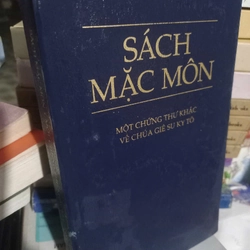 SÁCH
MẶC MÔN
MỘT CHỨNG THƯ KHÁC
VỀ CHÚA GIÊ SU KY TÔ